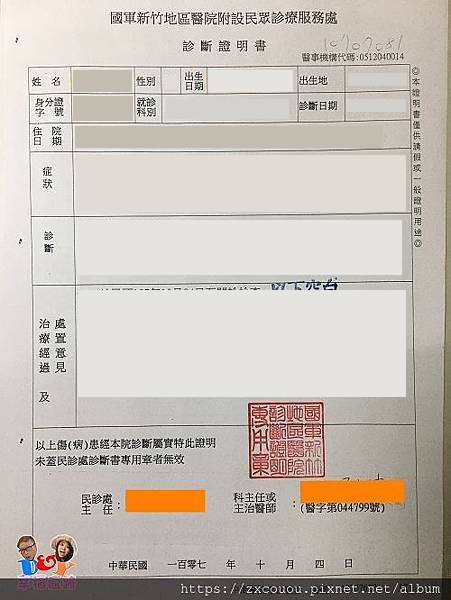 國軍新竹地區醫院附設民眾診療服務處
診斷證明書
10707081
醫事機構代碼:0512040014
姓名
性別
出生日期
出生地
身分證字號
就診科別
診斷日期
住院日期
症狀
診斷
以下空白
處置意見
治療經過及
◎本證明書僅供請假或一般證明用途◎
國軍新竹地區醫院診斷證明專用章
以上傷(病)患經本院診斷屬實特此證明
未蓋民診處診斷書專用章者無效
民診處主任:
科主任或主治醫師:
(醫字第044799號)
中華民國 一百零七 年 十 月 四 日
https://zxcouou.pixnet.net/album